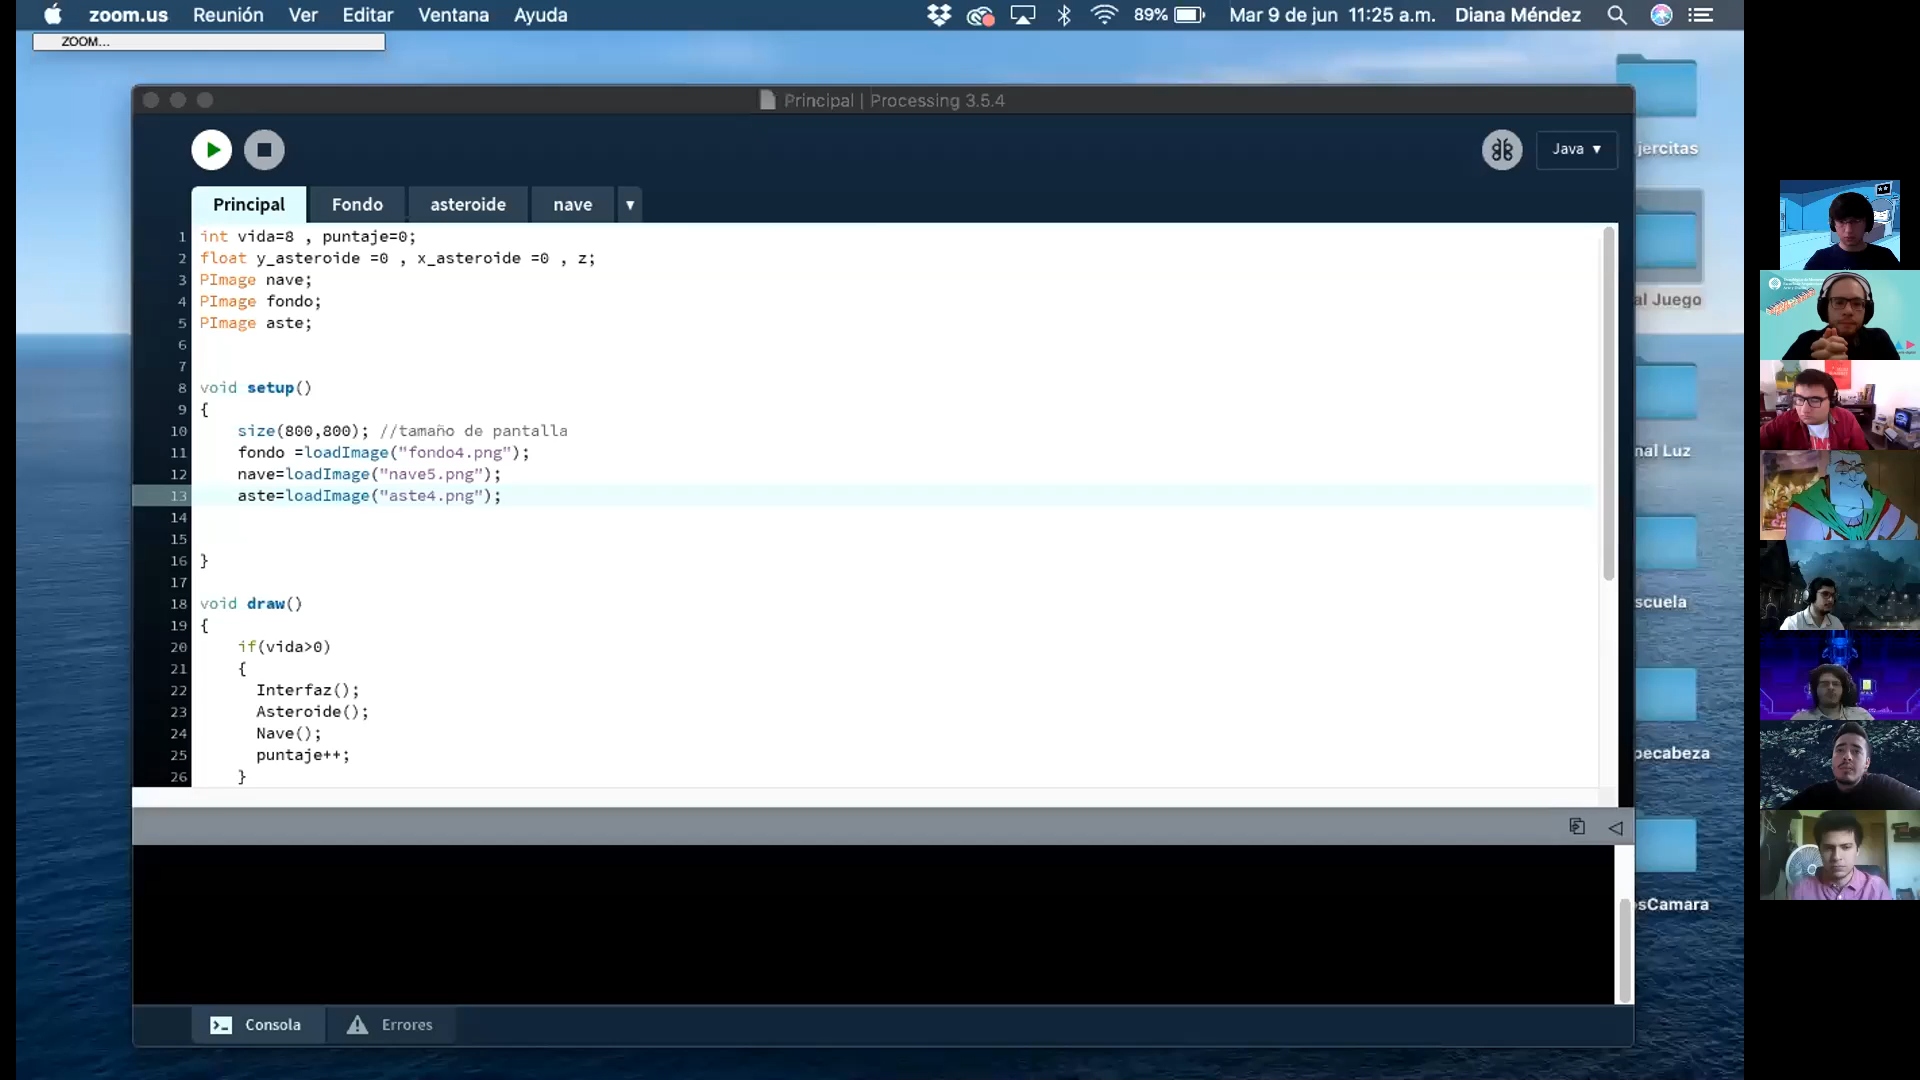 zoom.us Reunión Ver Editar Ventana Ayuda 89% Mar 9 de jun 11:25 a.m. Diana Méndez
ZOOM...
Principal | Processing 3.5.4
Java ▾
jercitas
Principal Fondo asteroide nave ▾
1 int vida=8 , puntaje=0;
2 float y_asteroide =0 , x_asteroide =0 , z;
3 PImage nave;
4 PImage fondo;
al Juego
5 PImage aste;
6
7
8 void setup()
9 {
10 size(800,800); //tamaño de pantalla
11 fondo =loadImage("fondo4.png");
nal Luz
12 nave=loadImage("nave5.png");
13 aste=loadImage("aste4.png");
14
15
16 }
17
18 void draw()
scuela
19 {
20 if(vida>0)
21 {
22 Interfaz();
23 Asteroide();
24 Nave();
25 puntaje++;
pecabeza
26 }
esCamara
Consola Errores